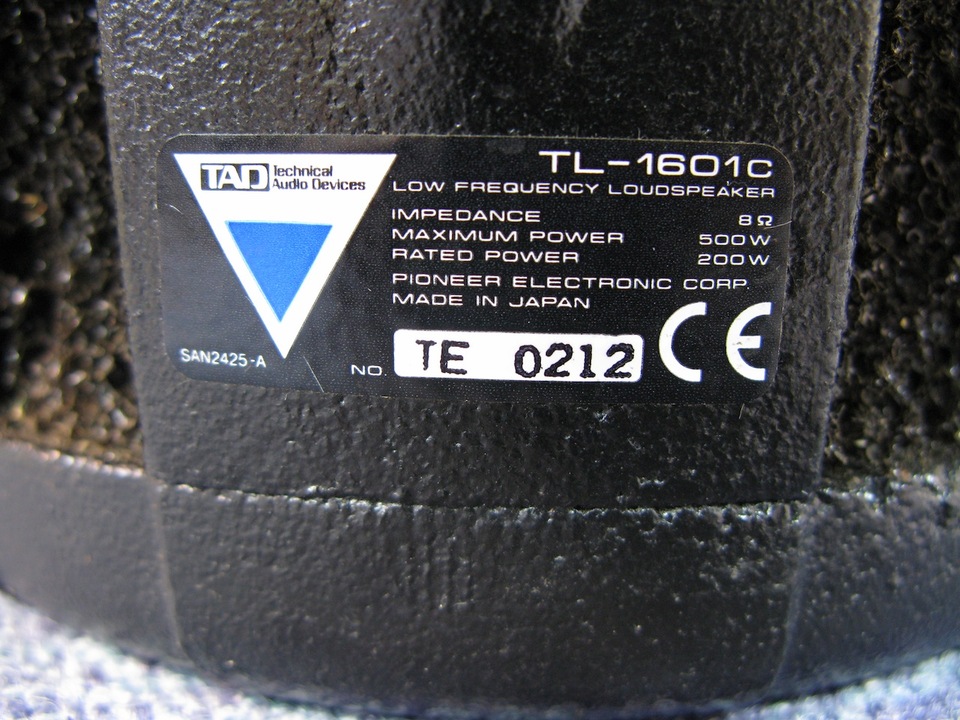 TAD Technical
Audio Devices
TL-1601C
LOW FREQUENCY LOUDSPEAKER
IMPEDANCE 8Ω
MAXIMUM POWER 500W
RATED POWER 200W
PIONEER ELECTRONIC CORP.
MADE IN JAPAN
SAN2425-A
NO. TE 0212
CE